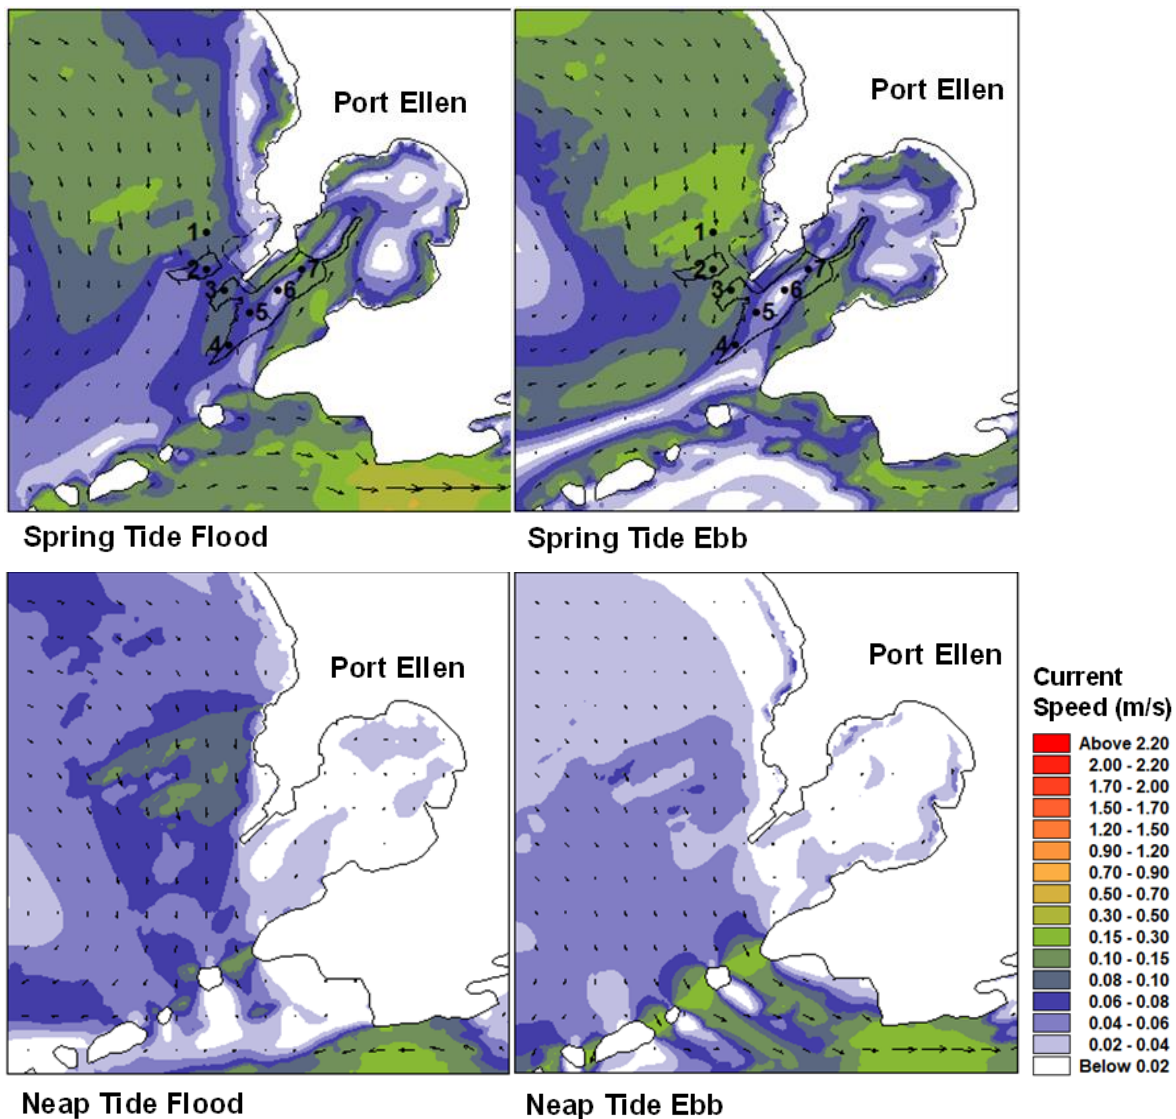 Port Ellen
1
2
3
7
6
5
4
Spring Tide Flood
Port Ellen
1
2
3
7
6
5
4
Spring Tide Ebb
Port Ellen
Neap Tide Flood
Port Ellen
Neap Tide Ebb
Current
Speed (m/s)
Above 2.20
2.00 - 2.20
1.70 - 2.00
1.50 - 1.70
1.20 - 1.50
0.90 - 1.20
0.70 - 0.90
0.50 - 0.70
0.30 - 0.50
0.15 - 0.30
0.10 - 0.15
0.08 - 0.10
0.06 - 0.08
0.04 - 0.06
0.02 - 0.04
Below 0.02